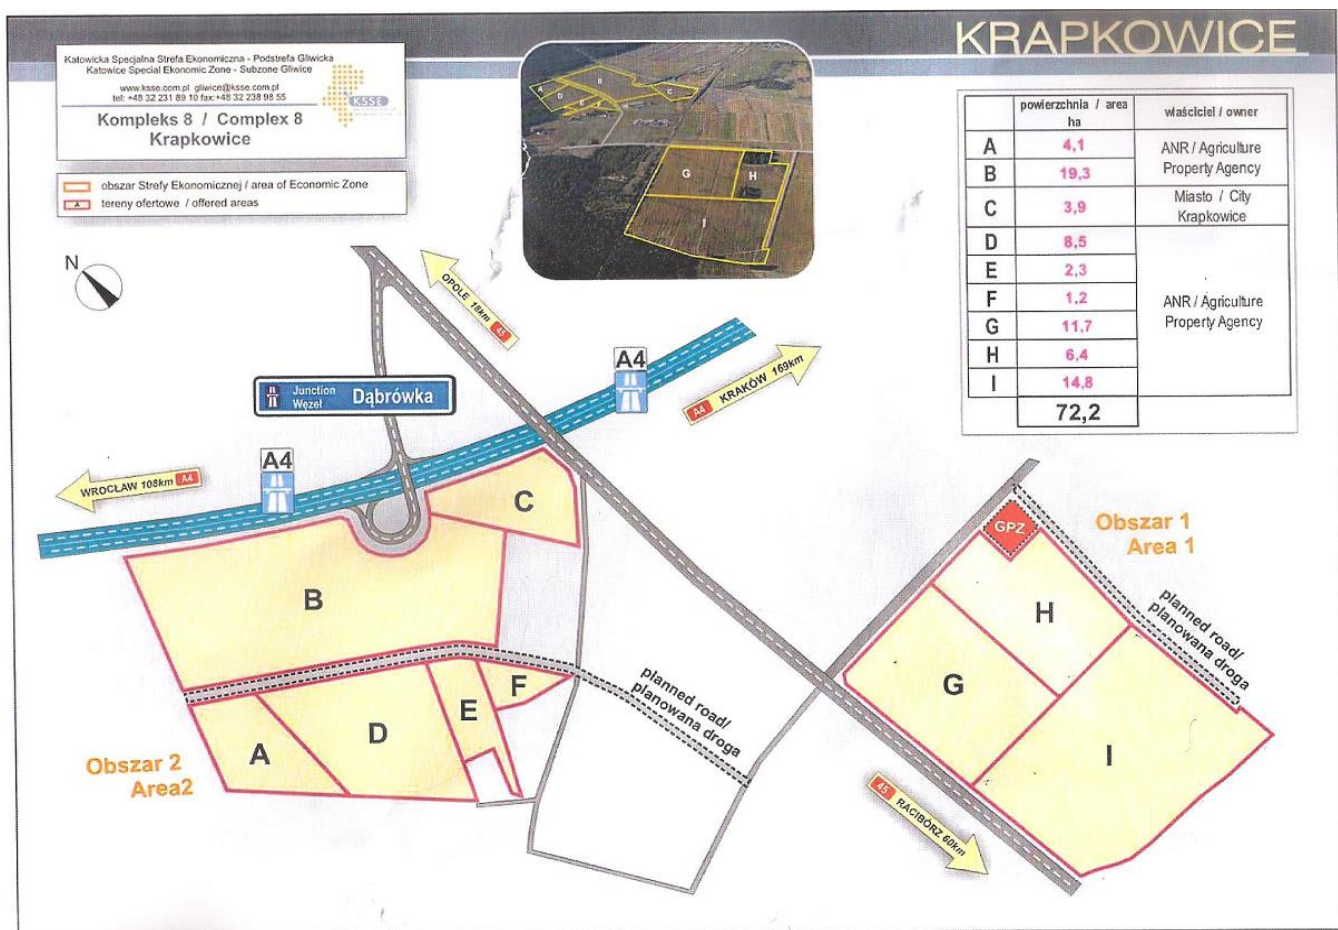 KRAPKOWICE
Katowicka Specjalna Strefa Ekonomiczna - Podstrefa Gliwicka
Katowice Special Ekonomic Zone - Subzone Gliwice
www.ksse.com.pl gliwice@ksse.com.pl
tel: +48 32 231 89 10 fax:+48 32 238 98 55
KSSE
Kompleks 8 / Complex 8
Krapkowice
obszar Strefy Ekonomicznej / area of Economic Zone
A tereny ofertowe / offered areas
A
B
C
D
E
F
G
H
I
powierzchnia / area
ha
właściciel / owner
A 4,1 ANR / Agriculture
B 19,3 Property Agency
C 3,9 Miasto / City
Krapkowice
D 8,5
E 2,3
F 1,2 ANR / Agriculture
G 11,7 Property Agency
H 6,4
I 14,8
72,2
N
OPOLE 18km 45
A4
A4 KRAKÓW 169km
Junction
Węzeł
Dąbrówka
A4
WROCŁAW 108km A4
C
B
F
E
D
A
Obszar 2
Area2
planned road/
planowana droga
GPZ
Obszar 1
Area 1
H
planned road/
planowana droga
G
I
45 RACIBÓRZ 60km